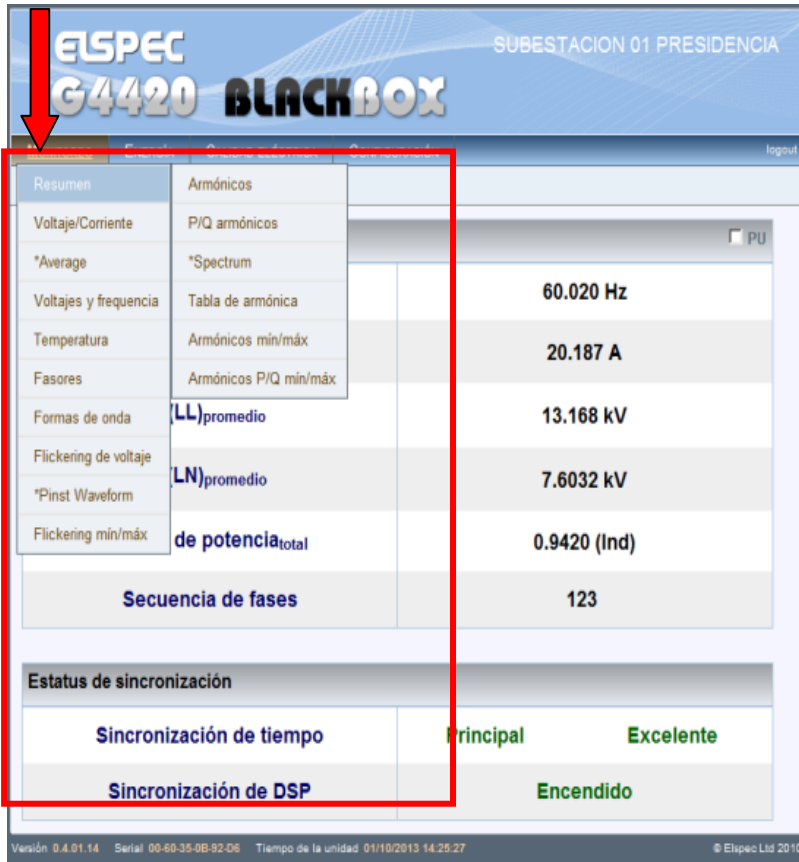 ELSPEC
G4420 BLACKBOX
SUBESTACION 01 PRESIDENCIA
logout
Resumen
Voltaje/Corriente
*Average
Voltajes y frequencia
Temperatura
Fasores
Formas de onda
Flickering de voltaje
*Pinst Waveform
Flickering mín/máx
Armónicos
P/Q armónicos
*Spectrum
Tabla de armónica
Armónicos mín/máx
Armónicos P/Q mín/máx
PU
60.020 Hz
20.187 A
(LL)promedio 13.168 kV
(LN)promedio 7.6032 kV
de potenciatotal 0.9420 (Ind)
Secuencia de fases 123
Estatus de sincronización
Sincronización de tiempo Principal Excelente
Sincronización de DSP Encendido
Versión 0.4.01.14 Serial 00-60-35-0B-92-D6 Tiempo de la unidad 01/10/2013 14:25:27 © Elspec Ltd 2010